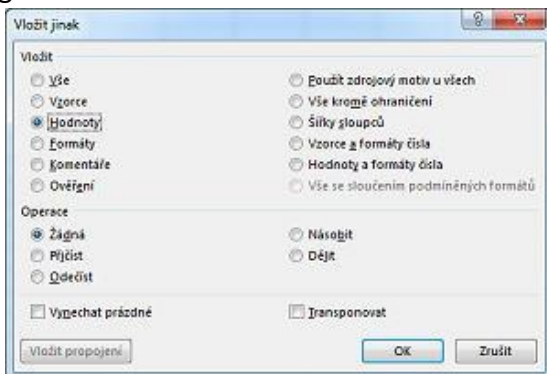 Vložit jinak
Vložit
Vše
Vzorce
Hodnoty
Formáty
Komentáře
Ověření
Použít zdrojový motiv u všech
Vše kromě ohraničení
Šířky sloupců
Vzorce a formáty čísla
Hodnoty a formáty čísla
Vše se sloučením podmíněných formátů
Operace
Žádná
Přičíst
Odečíst
Násobit
Dělit
Vynechat prázdné
Transponovat
Vložit propojení
OK
Zrušit